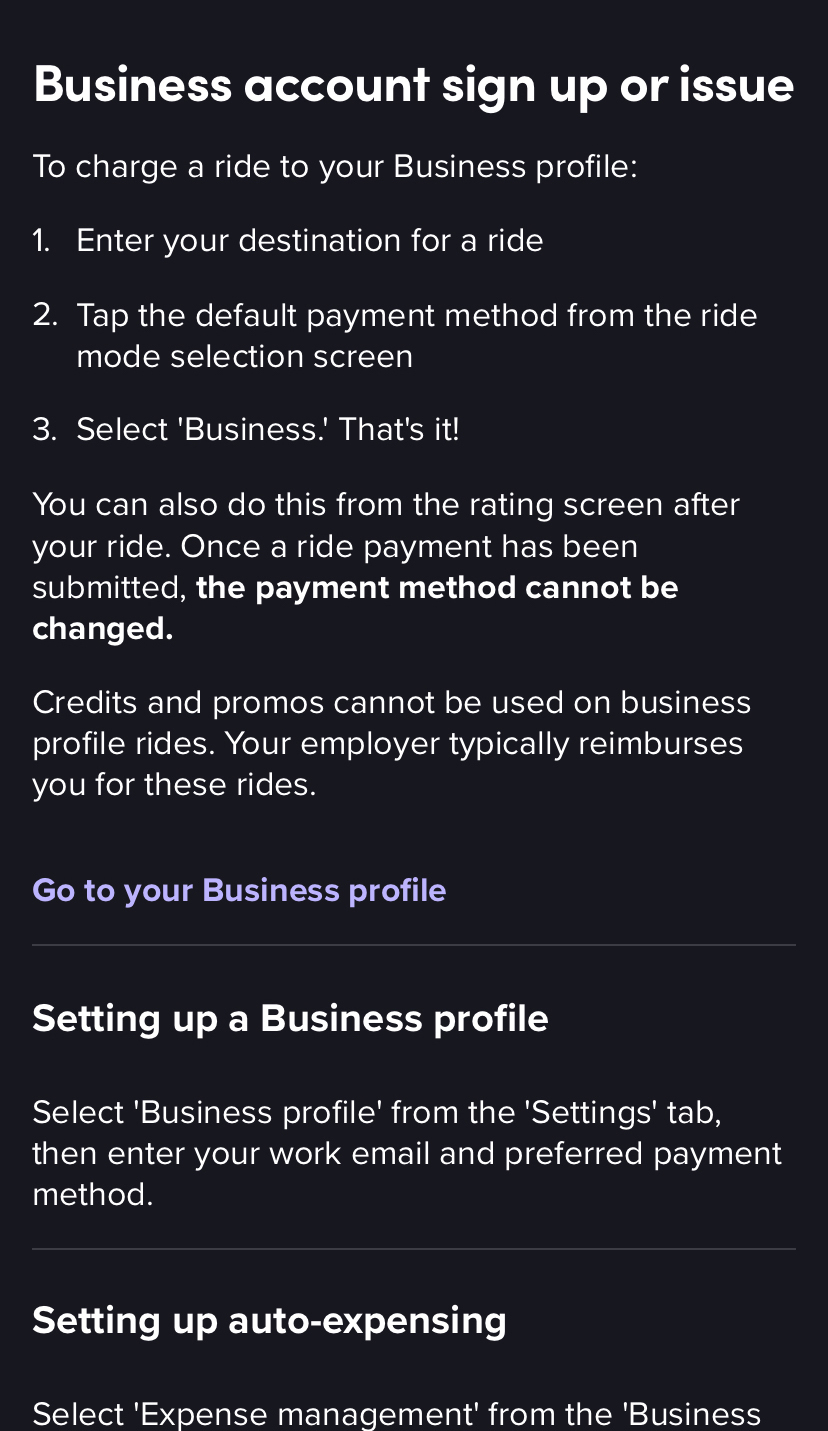 Business account sign up or issue
To charge a ride to your Business profile:
1. Enter your destination for a ride
2. Tap the default payment method from the ride
mode selection screen
3. Select 'Business.' That's it!
You can also do this from the rating screen after
your ride. Once a ride payment has been
submitted, the payment method cannot be
changed.
Credits and promos cannot be used on business
profile rides. Your employer typically reimburses
you for these rides.
Go to your Business profile
Setting up a Business profile
Select 'Business profile' from the 'Settings' tab,
then enter your work email and preferred payment
method.
Setting up auto-expensing
Select 'Expense management' from the 'Business